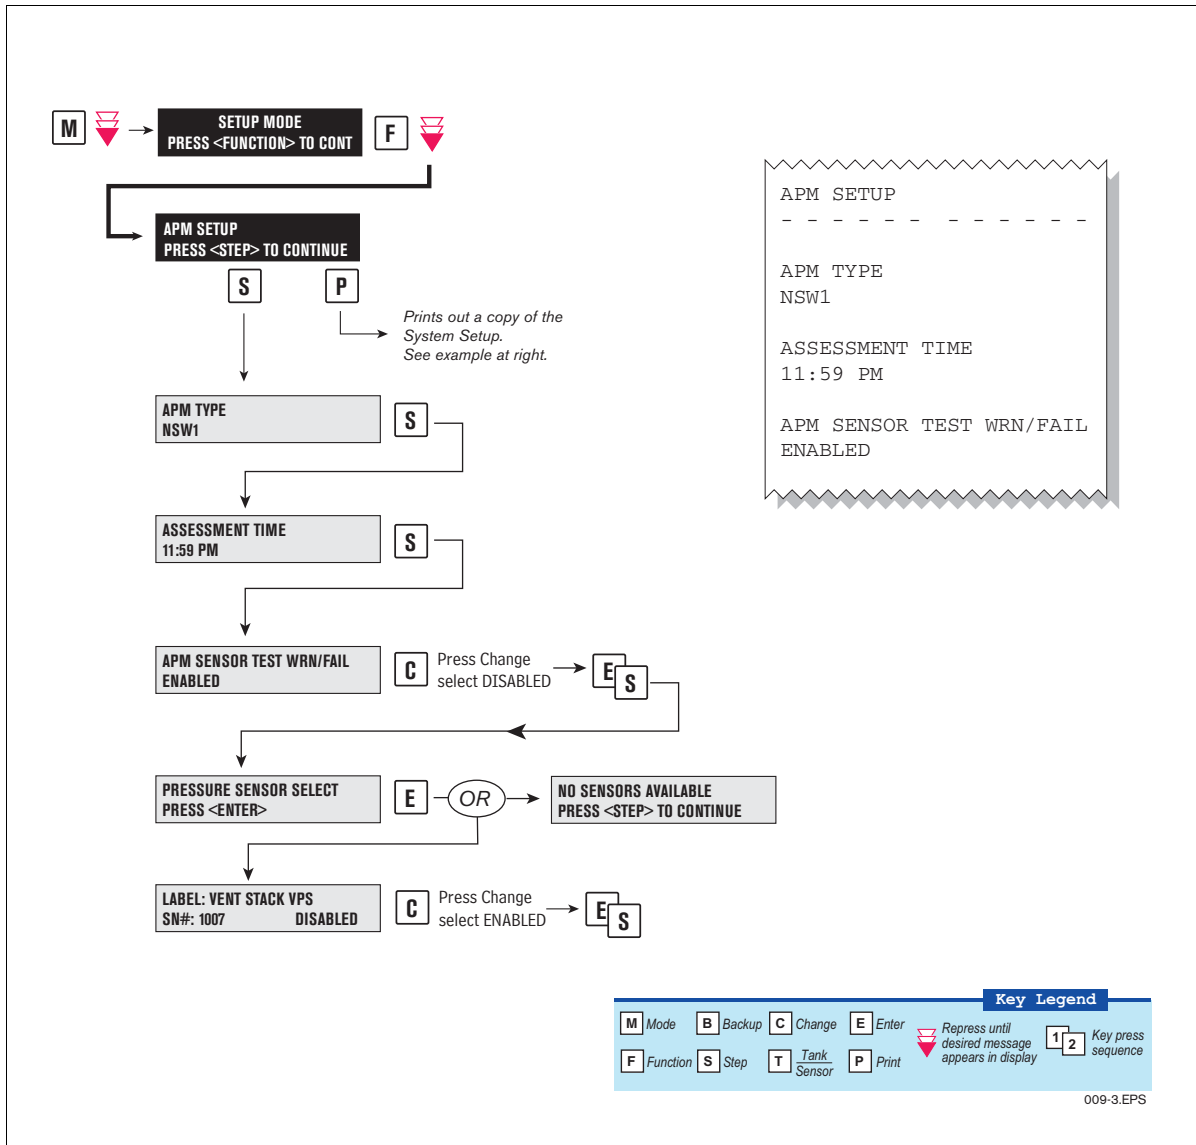 M
SETUP MODE
PRESS <FUNCTION> TO CONT
F
APM SETUP
PRESS <STEP> TO CONTINUE
S
P
Prints out a copy of the
System Setup.
See example at right.
APM TYPE
NSW1
S
ASSESSMENT TIME
11:59 PM
S
APM SENSOR TEST WRN/FAIL
ENABLED
C
Press Change
select DISABLED
E
S
PRESSURE SENSOR SELECT
PRESS <ENTER>
E
OR
NO SENSORS AVAILABLE
PRESS <STEP> TO CONTINUE
LABEL: VENT STACK VPS
SN#: 1007 DISABLED
C
Press Change
select ENABLED
E
S
APM SETUP
- - - - - - - - - - - -
APM TYPE
NSW1
ASSESSMENT TIME
11:59 PM
APM SENSOR TEST WRN/FAIL
ENABLED
Key Legend
M Mode
B Backup
C Change
E Enter
F Function
S Step
T Tank
Sensor
P Print
Repress until
desired message
appears in display
1
2
Key press
sequence
009-3.EPS